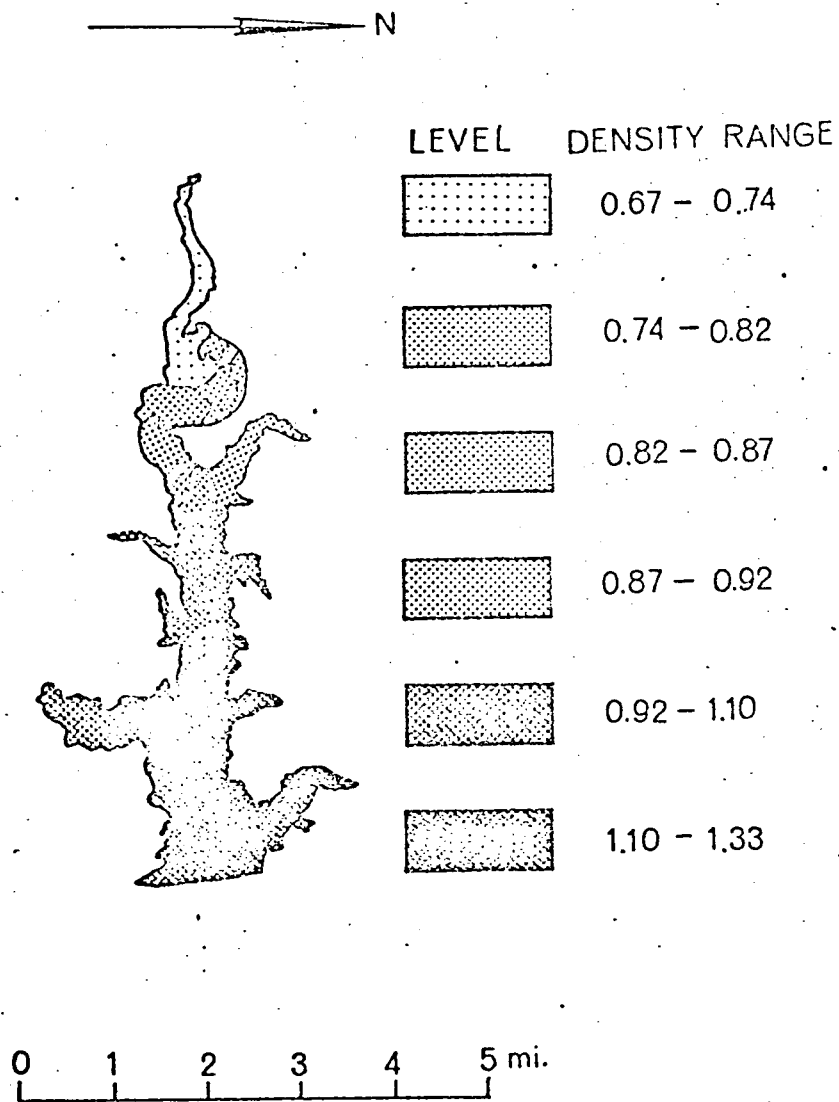 N
LEVEL DENSITY RANGE
0.67 - 0.74
0.74 - 0.82
0.82 - 0.87
0.87 - 0.92
0.92 - 1.10
1.10 - 1.33
0 1 2 3 4 5 mi.